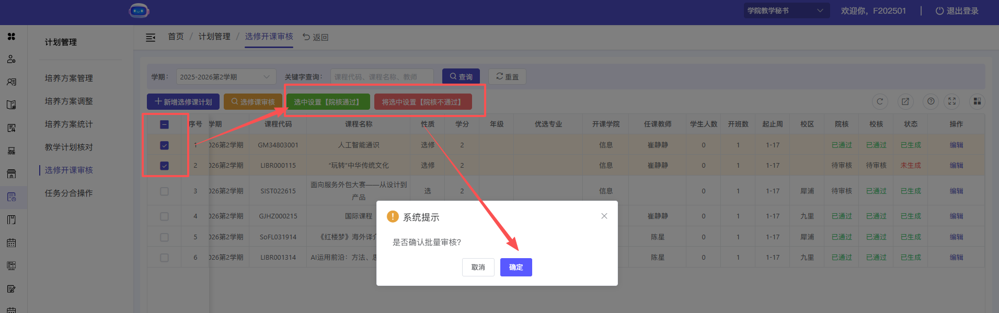 学院教学秘书
欢迎你，F202501
退出登录
计划管理
培养方案管理
培养方案调整
培养方案统计
教学计划核对
选修开课审核
任务分合操作
首页 / 计划管理 / 选修开课审核 返回
学期： 2025-2026第2学期 关键字查询： 课程代码、课程名称、教师 查询 重置
新增选修课计划 选修课审核 选中设置【院核通过】 将选中设置【院核不通过】
序号 学期 课程代码 课程名称 性质 学分 年级 优选专业 开课学院 任课教师 学生人数 开班数 起止周 校区 院核 校核 状态 操作
1 026第2学期 GM34803001 人工智能通识 选修 2 信息 崔静静 0 1 1-17 已通过 已通过 已生成 编辑
2 026第2学期 LIBR000115 “玩转”中华传统文化 选修 2 信息 崔静静 0 1 1-17 待审核 待审核 未生成 编辑
3 026第2学期 SIST022615 面向服务外包大赛——从设计到 选 2 信息 0 1 1-17 犀浦 待审核 已通过 已生成 编辑
产品
4 026第2学期 GJHZ000215 国际课程 崔静静 0 1 1-17 九里 已通过 已通过 已生成 编辑
5 026第2学期 SoFL031914 《红楼梦》海外译介 陈星 0 1 1-17 犀浦 已通过 已通过 已生成 编辑
6 026第2学期 LIBR001314 AI运用前沿：方法、 陈星 0 1 1-17 九里 已通过 已通过 已生成 编辑
系统提示
是否确认批量审核?
取消 确定